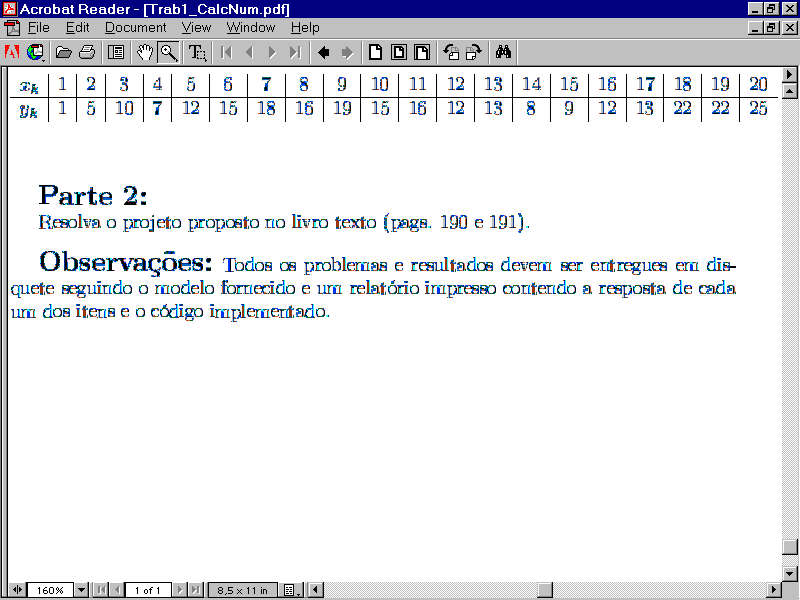 Acrobat Reader - [Trab1_CalcNum.pdf]
File Edit Document View Window Help
xk 1 2 3 4 5 6 7 8 9 10 11 12 13 14 15 16 17 18 19 20
yk 1 5 10 7 12 15 18 16 19 15 16 12 13 8 9 12 13 22 22 25
Parte 2:
Resolva o projeto proposto no livro texto (pags. 190 e 191).
Observações: Todos os problemas e resultados devem ser entregues em dis-
quete seguindo o modelo fornecido e um relatório impresso contendo a resposta de cada
um dos itens e o código implementado.
160% 1 of 1 8,5 x 11 in